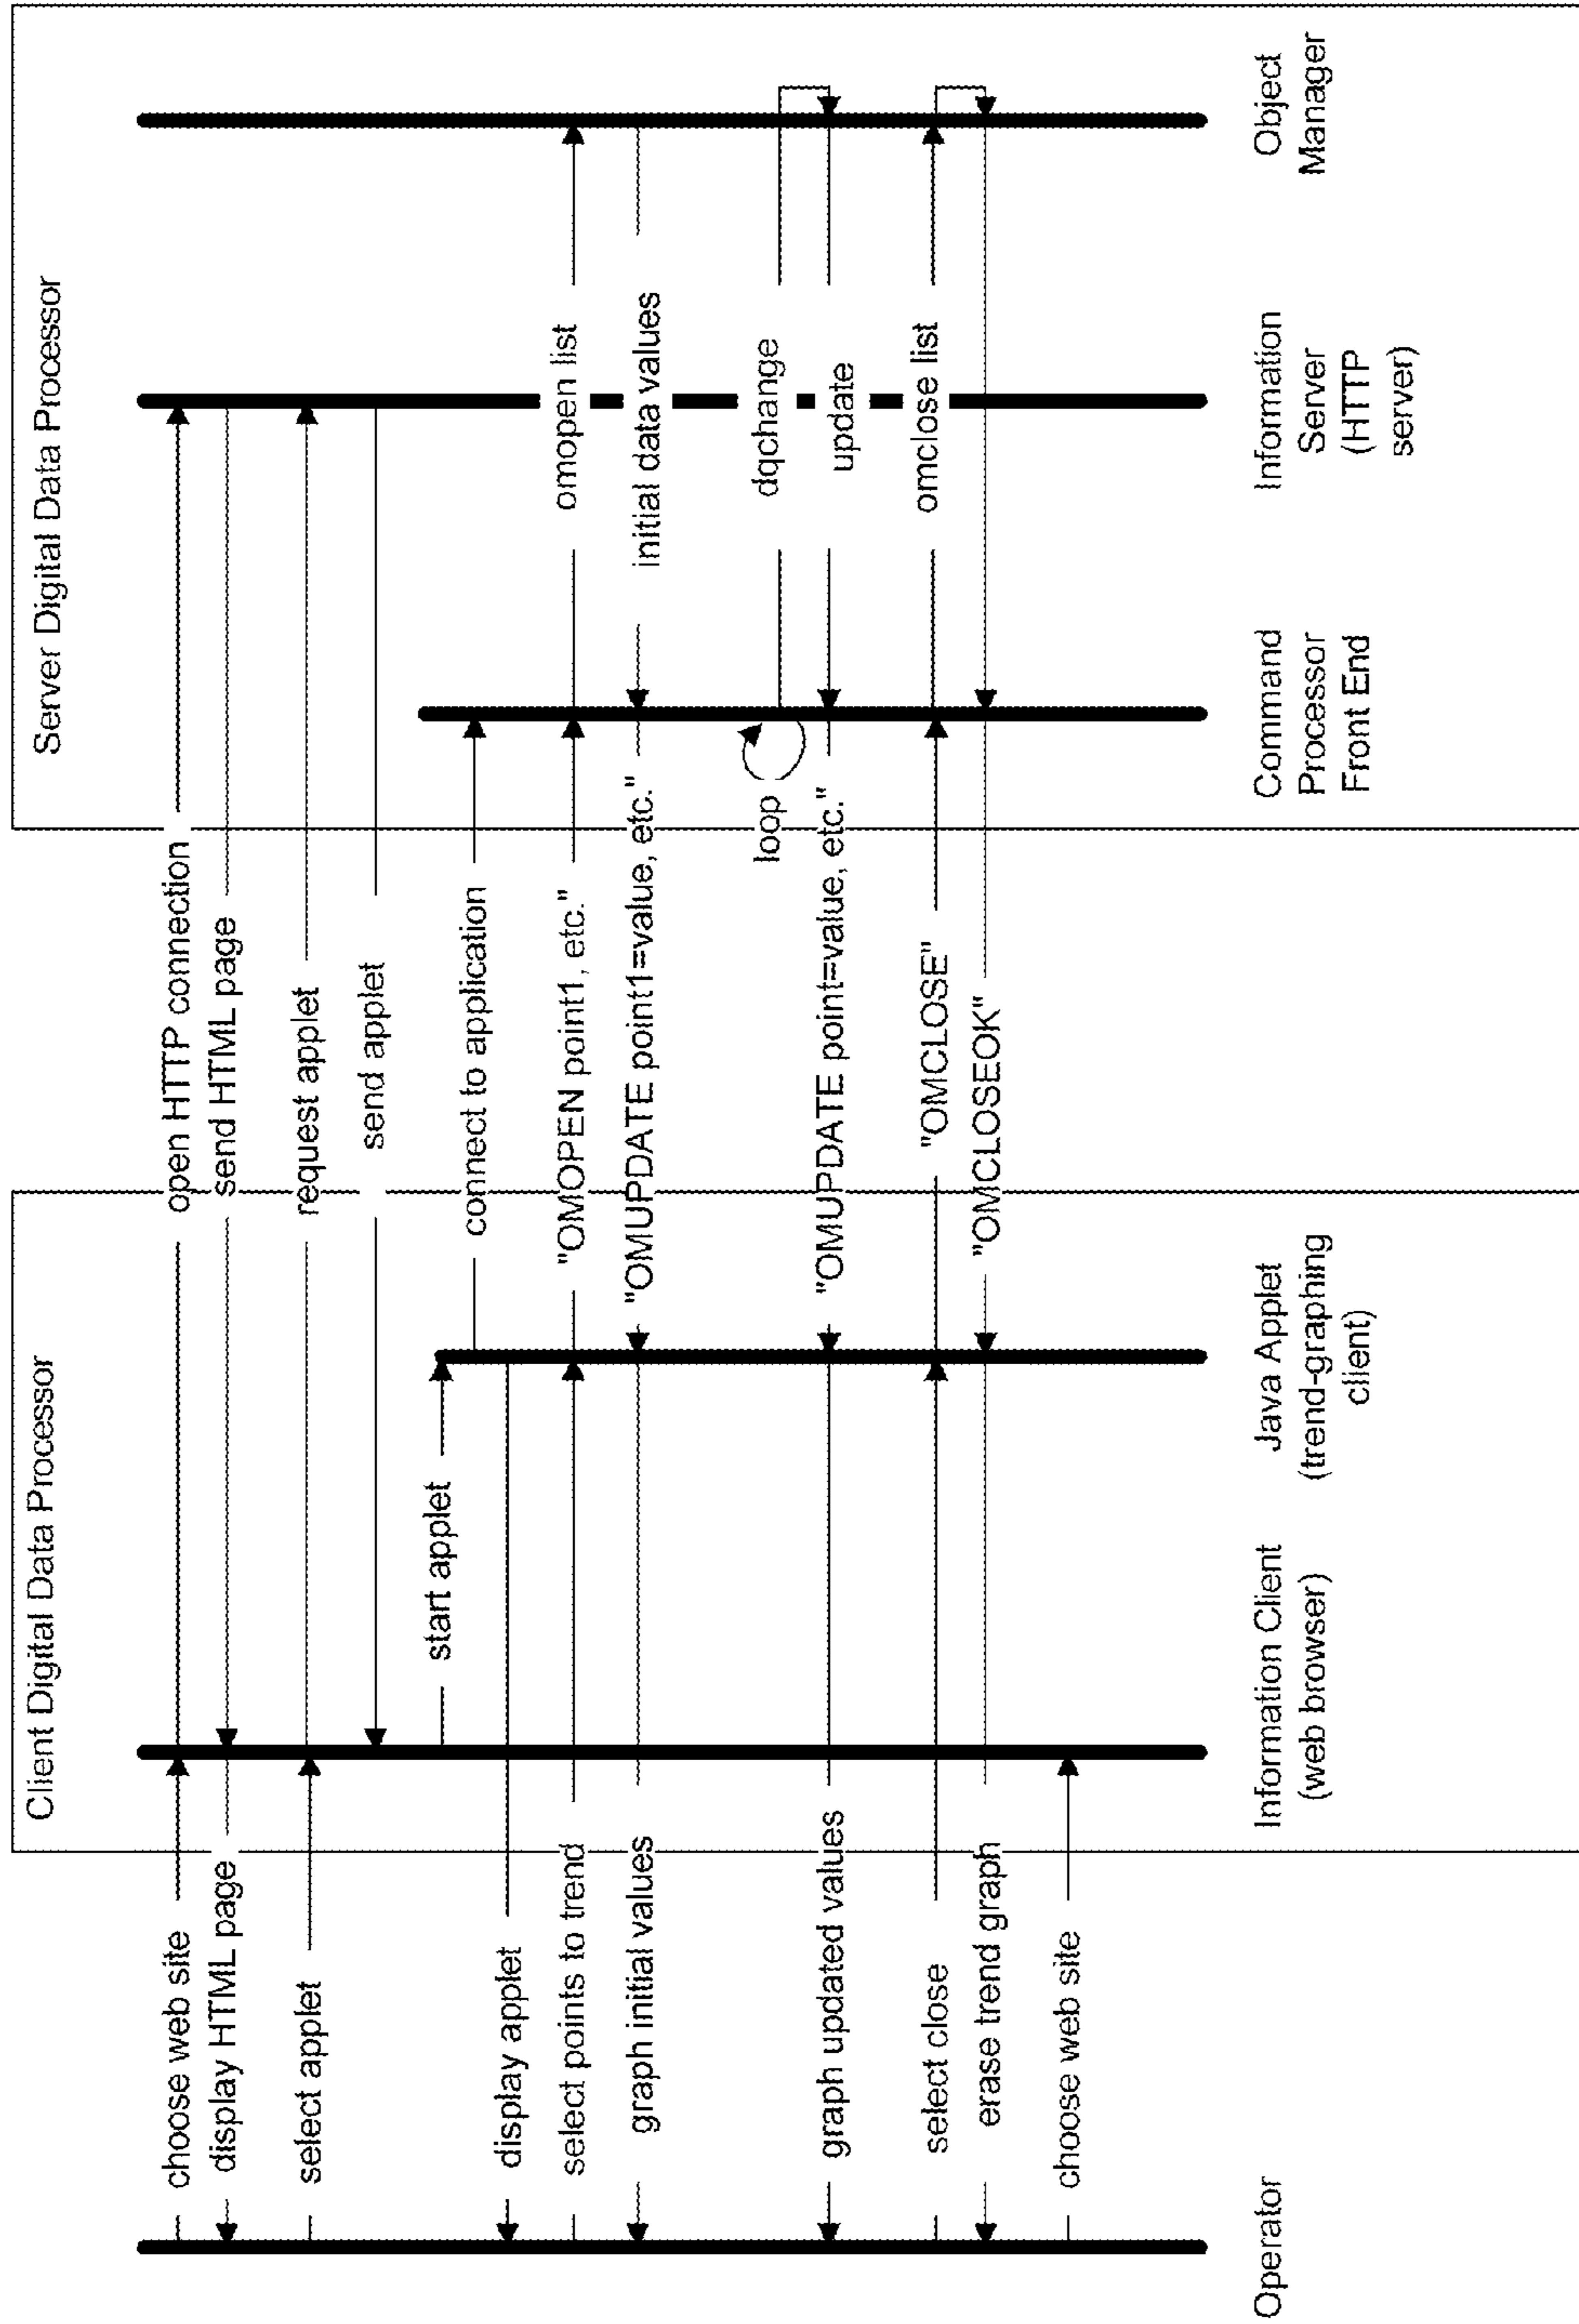 Client Digital Data Processor
Server Digital Data Processor
choose web site
open HTTP connection
display HTML page
send HTML page
select applet
request applet
send applet
start applet
connect to application
display applet
select points to trend
"OMOPEN point1, etc."
omopen list
graph initial values
"OMUPDATE point1=value, etc."
initial data values
loop
dqchange
graph updated values
"OMUPDATE point=value, etc."
update
select close
"OMCLOSE"
omclose list
erase trend graph
"OMCLOSEOK"
choose web site
Operator
Information Client
(web browser)
Java Applet
(trend-graphing
client)
Command
Processor
Front End
Information
Server
(HTTP
server)
Object
Manager